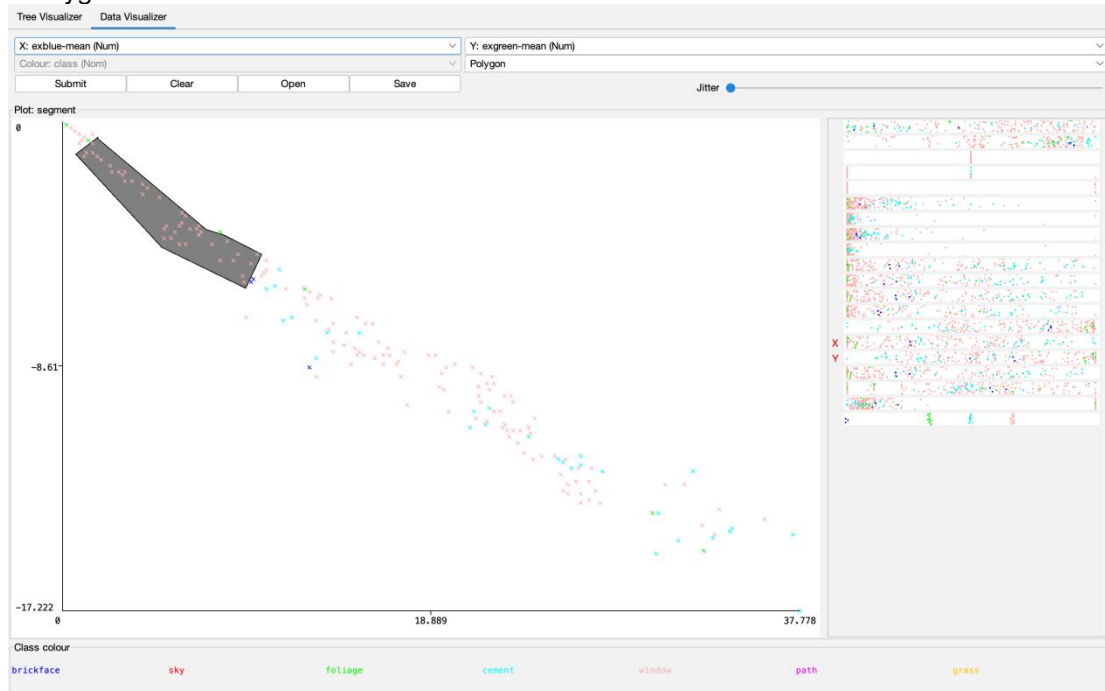 Tree Visualizer Data Visualizer
X: exblue-mean (Num) Y: exgreen-mean (Num)
Colour: class (Nom) Polygon
Submit Clear Open Save Jitter
Plot: segment
0
-8.61
-17.222
0 18.889 37.778
X
Y
Class colour
brickface sky foliage cement window path grass